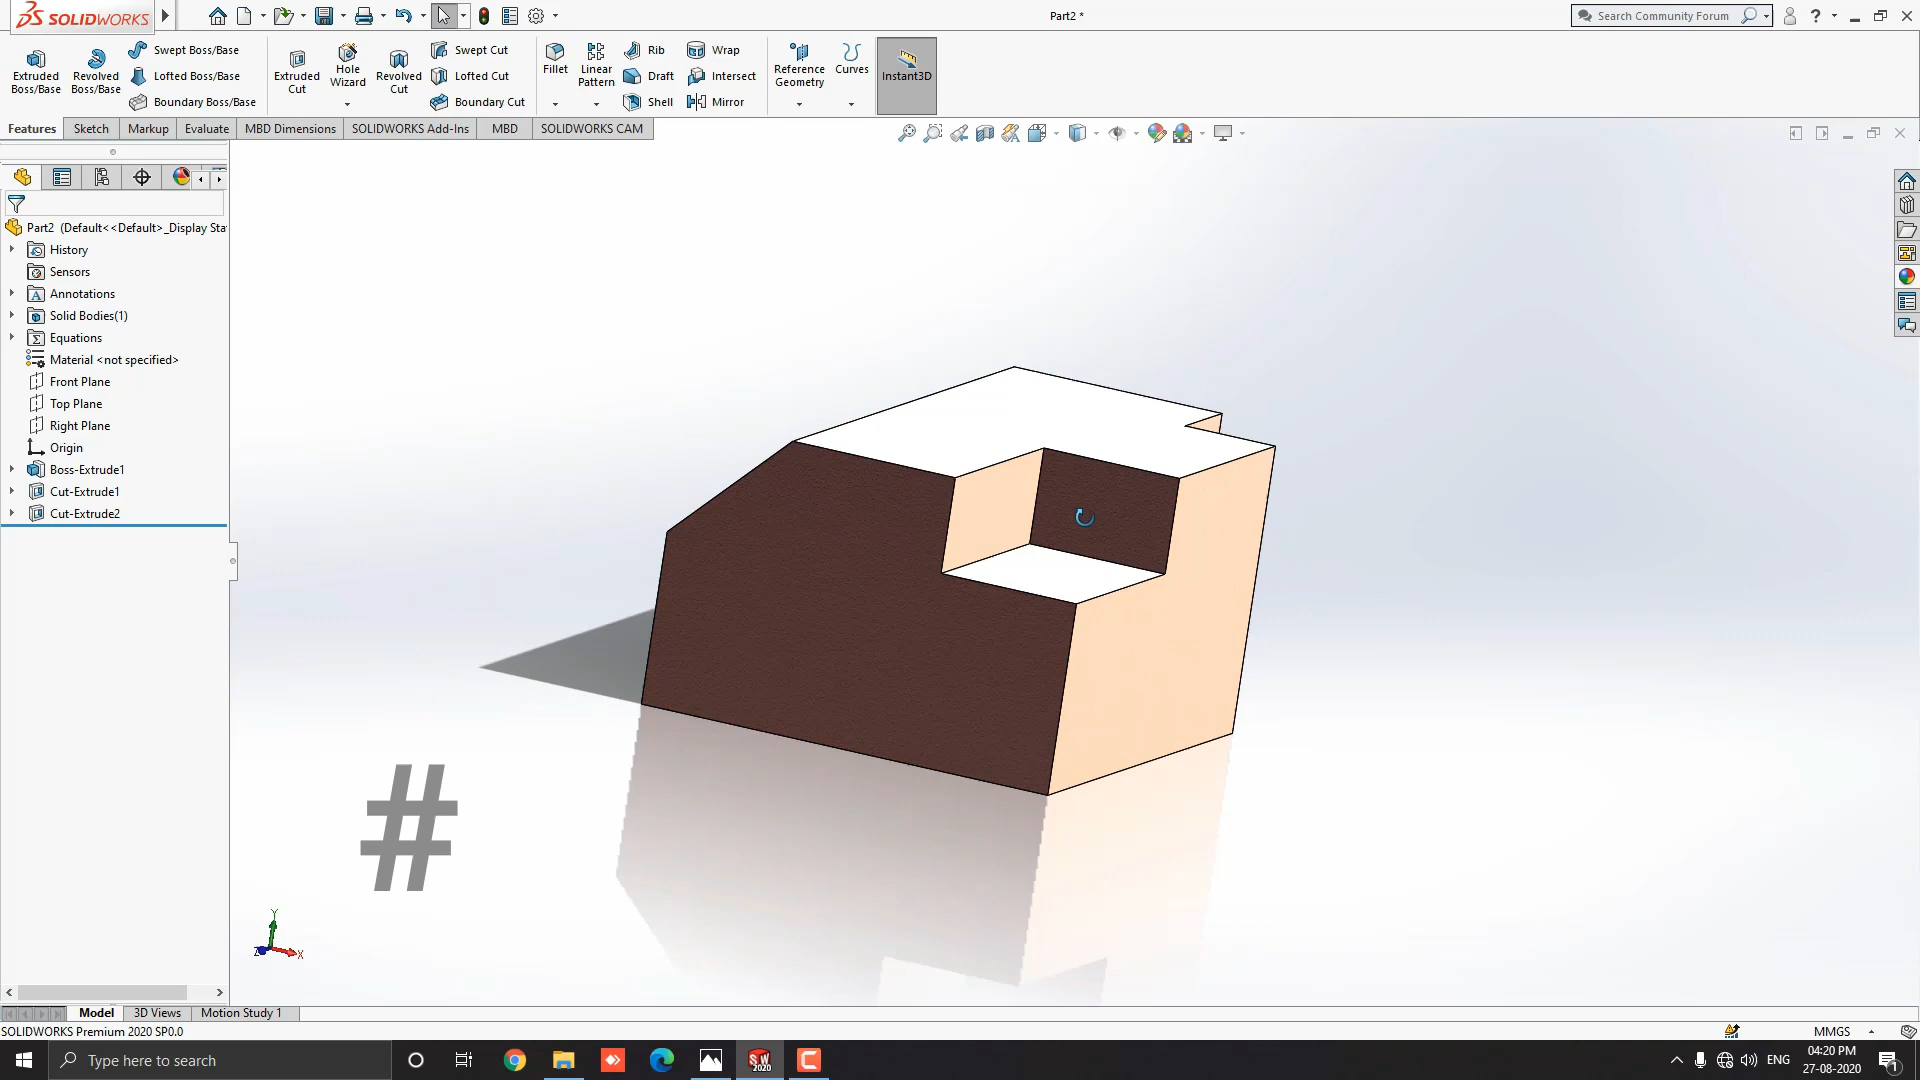 SOLIDWORKS
Part2 *
Search Community Forum
?
Extruded Boss/Base
Revolved Boss/Base
Swept Boss/Base
Lofted Boss/Base
Boundary Boss/Base
Extruded Cut
Hole Wizard
Revolved Cut
Swept Cut
Lofted Cut
Boundary Cut
Fillet
Linear Pattern
Rib
Draft
Shell
Wrap
Intersect
Mirror
Reference Geometry
Curves
Instant3D
Features
Sketch
Markup
Evaluate
MBD Dimensions
SOLIDWORKS Add-Ins
MBD
SOLIDWORKS CAM
Part2 (Default<<Default>_Display Sta
History
Sensors
Annotations
Solid Bodies(1)
Equations
Material <not specified>
Front Plane
Top Plane
Right Plane
Origin
Boss-Extrude1
Cut-Extrude1
Cut-Extrude2
#
Y
Z
X
Model
3D Views
Motion Study 1
SOLIDWORKS Premium 2020 SP0.0
MMGS
Type here to search
SW
2020
ENG
04:20 PM
27-08-2020
1